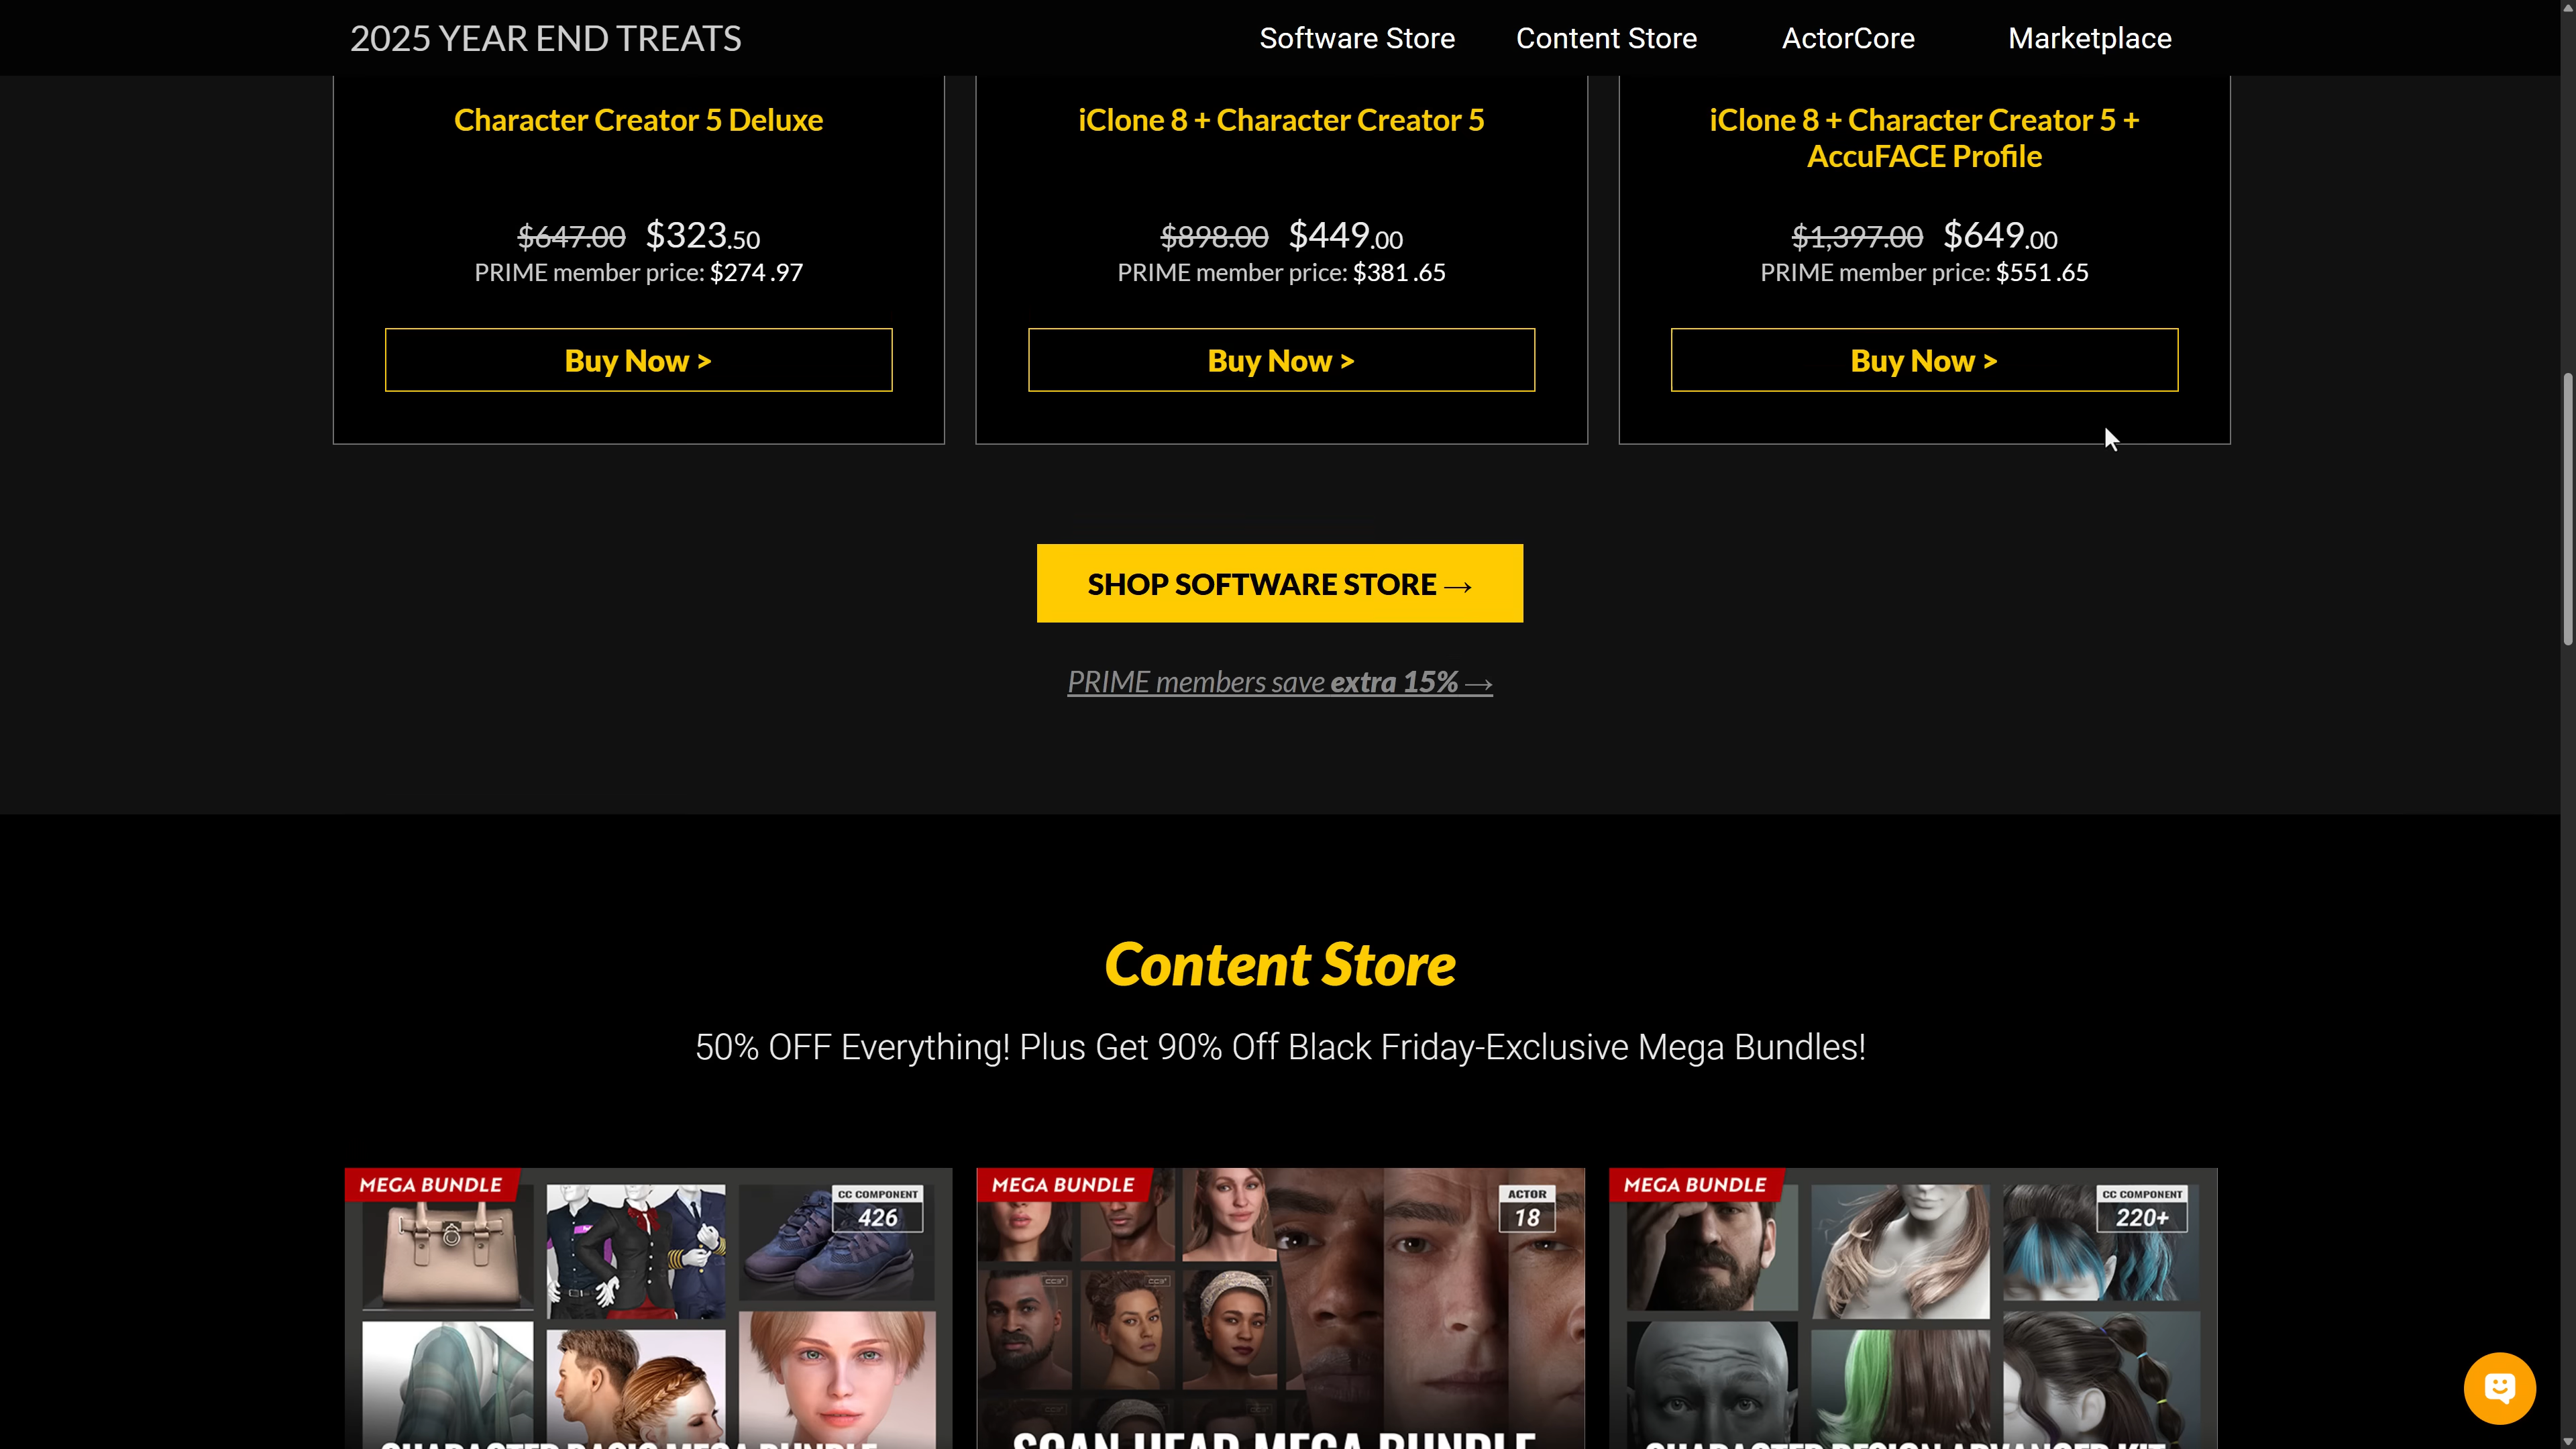 2025 YEAR END TREATS
Software Store
Content Store
ActorCore
Marketplace
Character Creator 5 Deluxe
$647.00 $323.50
PRIME member price: $274.97
Buy Now >
iClone 8 + Character Creator 5
$898.00 $449.00
PRIME member price: $381.65
Buy Now >
iClone 8 + Character Creator 5 +
AccuFACE Profile
$1,397.00 $649.00
PRIME member price: $551.65
Buy Now >
SHOP SOFTWARE STORE →
PRIME members save extra 15% →
Content Store
50% OFF Everything! Plus Get 90% Off Black Friday-Exclusive Mega Bundles!
MEGA BUNDLE
CC COMPONENT
426
CHARACTER BASIC MEGA BUNDLE
MEGA BUNDLE
ACTOR
18
SCAN HEAD MEGA BUNDLE
MEGA BUNDLE
CC COMPONENT
220+
CHARACTER DESIGN ADVANCED KIT